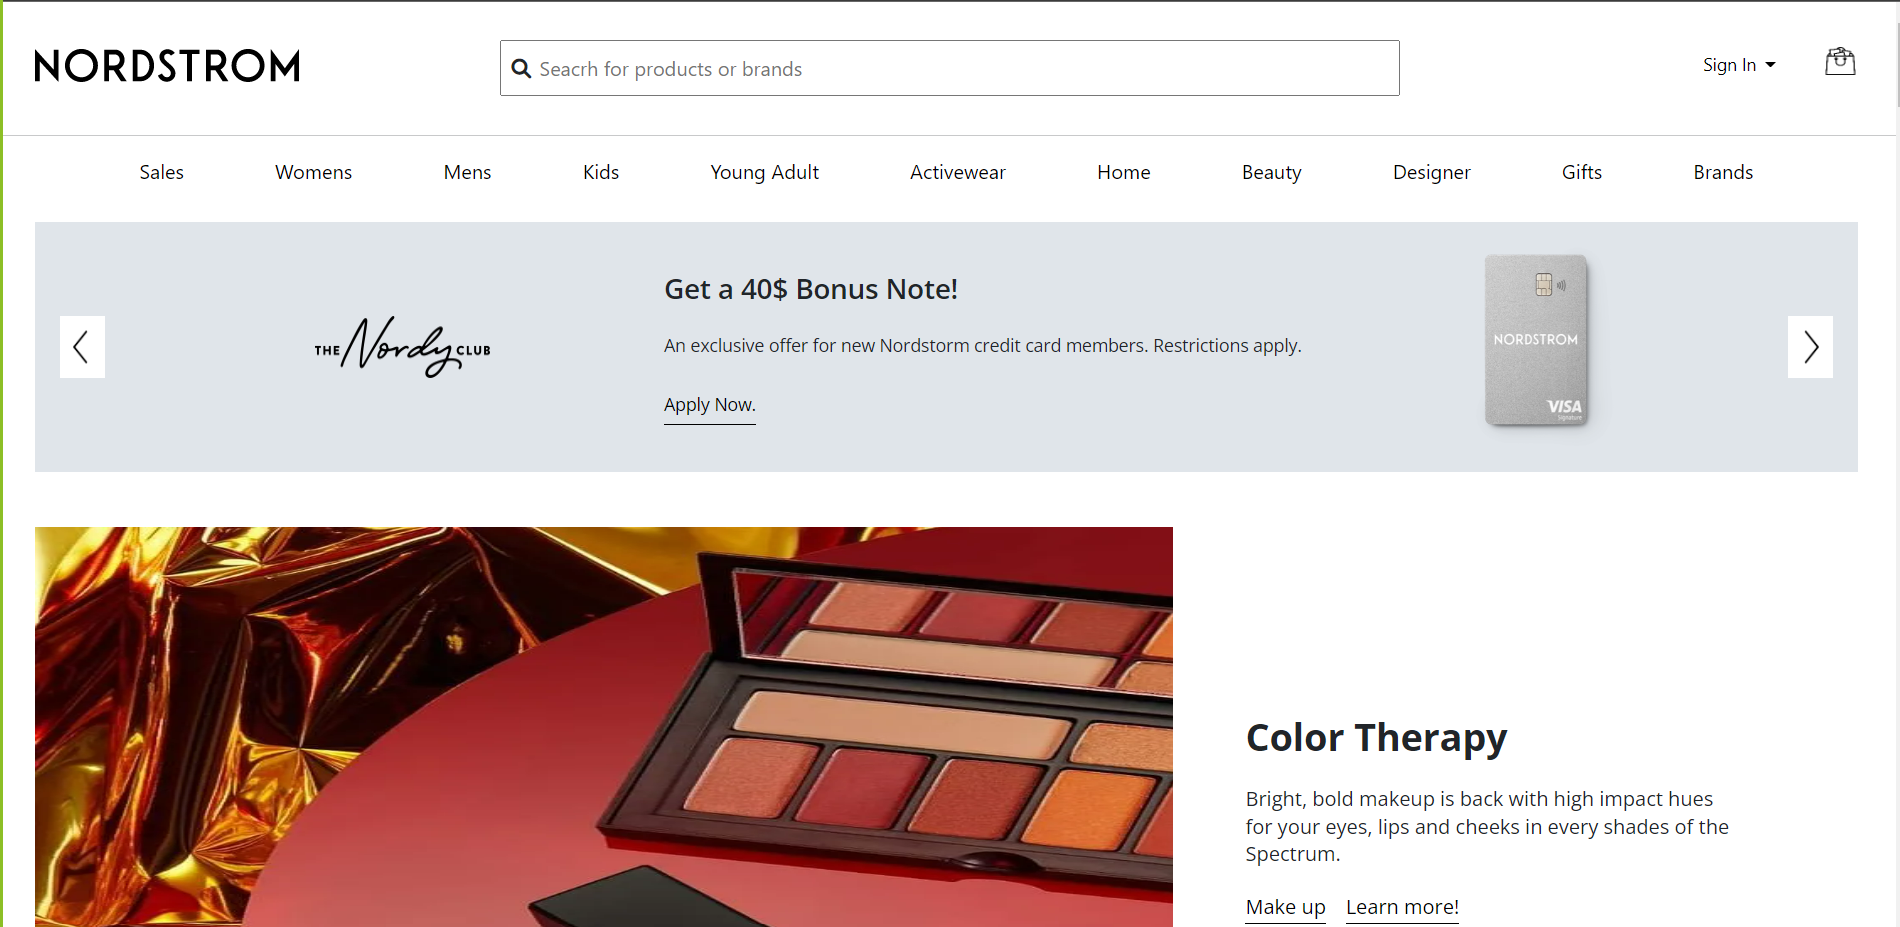 NORDSTROM
Seacrh for products or brands
Sign In
Sales Womens Mens Kids Young Adult Activewear Home Beauty Designer Gifts Brands
THE Nordy CLUB
Get a 40$ Bonus Note!
An exclusive offer for new Nordstorm credit card members. Restrictions apply.
Apply Now.
NORDSTROM
VISA
Signature
Color Therapy
Bright, bold makeup is back with high impact hues
for your eyes, lips and cheeks in every shades of the
Spectrum.
Make up Learn more!